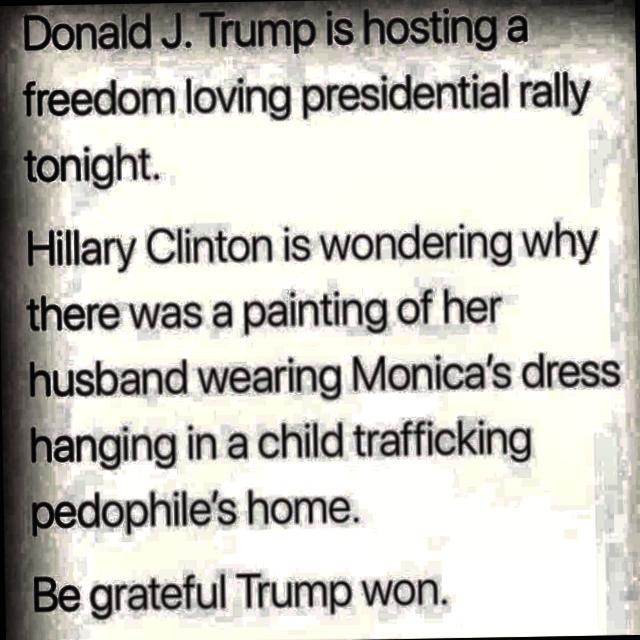 Donald J. Trump is hosting a
freedom loving presidential rally
tonight.
Hillary Clinton is wondering why
there was a painting of her
husband wearing Monica's dress
hanging in a child trafficking
pedophile's home.
Be grateful Trump won.